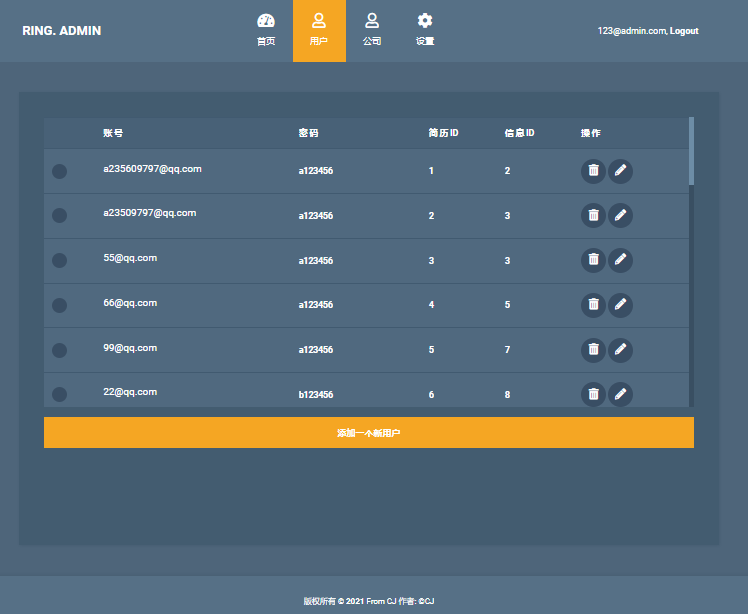 RING. ADMIN
首页 用户 公司 设置
123@admin.com, Logout
账号 密码 简历ID 信息ID 操作
a235609797@qq.com a123456 1 2
a23509797@qq.com a123456 2 3
55@qq.com a123456 3 3
66@qq.com a123456 4 5
99@qq.com a123456 5 7
22@qq.com b123456 6 8
添加一个新用户
版权所有 © 2021 From CJ 作者: ©CJ